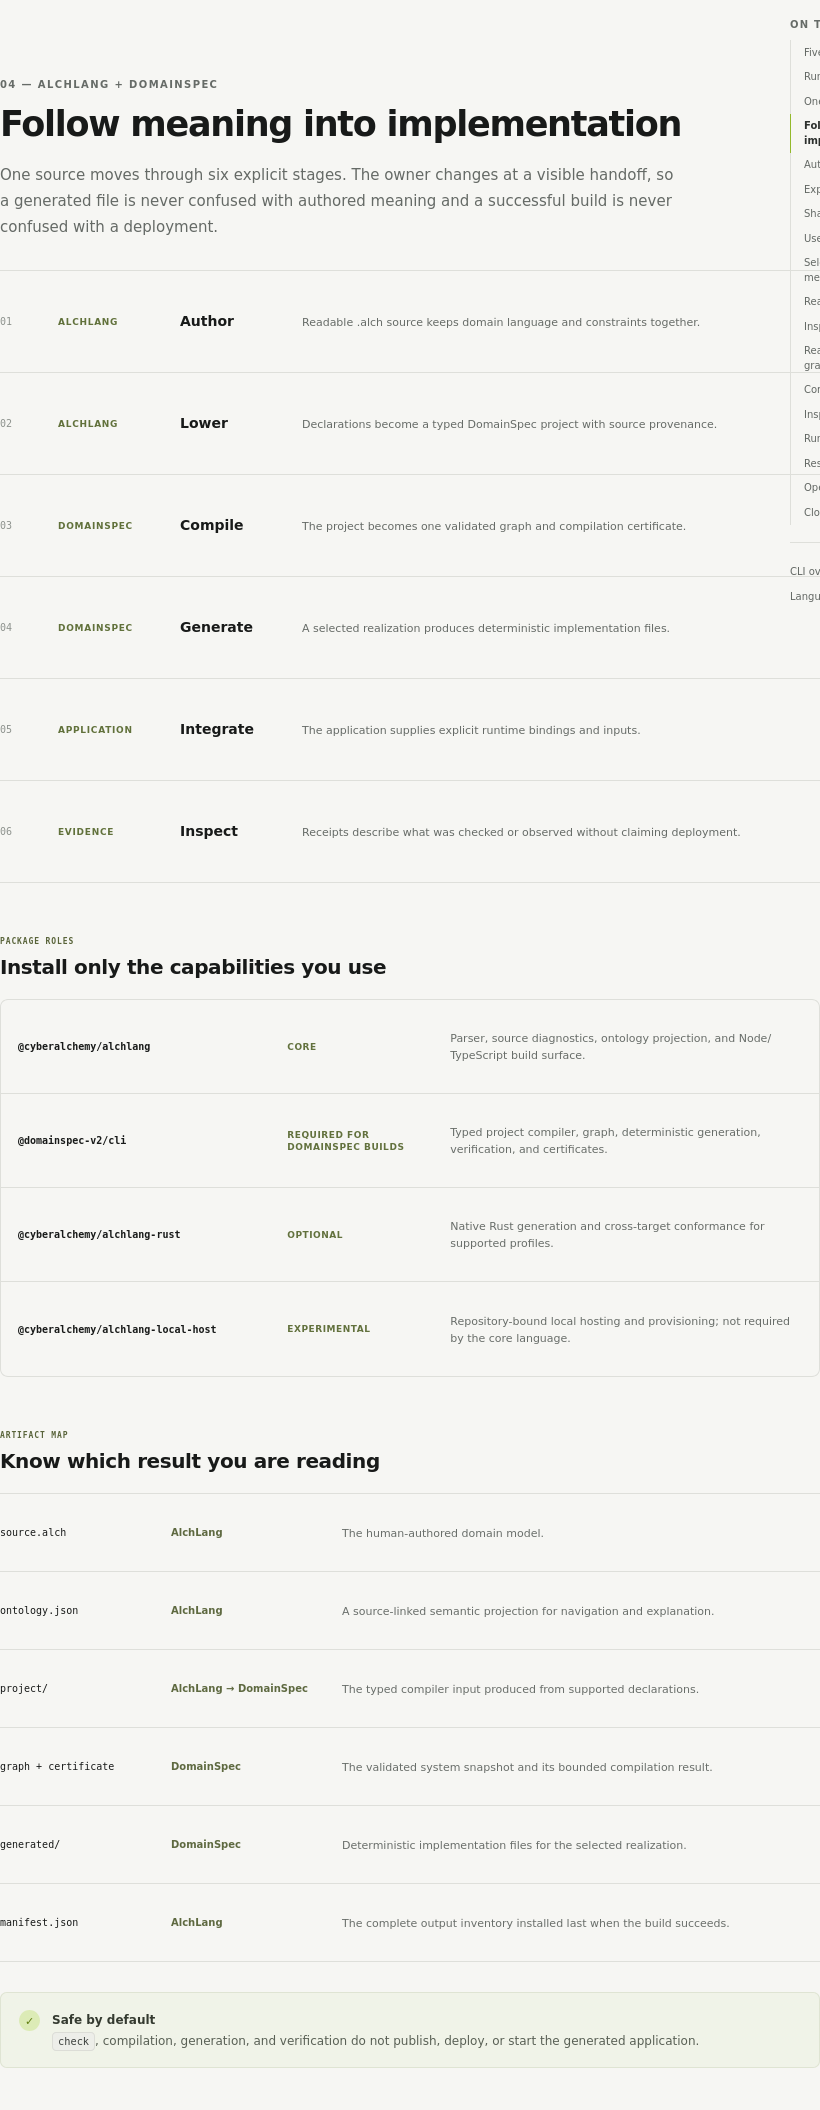 04 — ALCHLANG + DOMAINSPEC
Follow meaning into implementation
One source moves through six explicit stages. The owner changes at a visible handoff, so
a generated file is never confused with authored meaning and a successful build is never
confused with a deployment.
01 ALCHLANG Author Readable .alch source keeps domain language and constraints together.
02 ALCHLANG Lower Declarations become a typed DomainSpec project with source provenance.
03 DOMAINSPEC Compile The project becomes one validated graph and compilation certificate.
04 DOMAINSPEC Generate A selected realization produces deterministic implementation files.
05 APPLICATION Integrate The application supplies explicit runtime bindings and inputs.
06 EVIDENCE Inspect Receipts describe what was checked or observed without claiming deployment.
PACKAGE ROLES
Install only the capabilities you use
@cyberalchemy/alchlang CORE Parser, source diagnostics, ontology projection, and Node/
TypeScript build surface.
@domainspec-v2/cli REQUIRED FOR
DOMAINSPEC BUILDS Typed project compiler, graph, deterministic generation,
verification, and certificates.
@cyberalchemy/alchlang-rust OPTIONAL Native Rust generation and cross-target conformance for
supported profiles.
@cyberalchemy/alchlang-local-host EXPERIMENTAL Repository-bound local hosting and provisioning; not required
by the core language.
ARTIFACT MAP
Know which result you are reading
source.alch AlchLang The human-authored domain model.
ontology.json AlchLang A source-linked semantic projection for navigation and explanation.
project/ AlchLang → DomainSpec The typed compiler input produced from supported declarations.
graph + certificate DomainSpec The validated system snapshot and its bounded compilation result.
generated/ DomainSpec Deterministic implementation files for the selected realization.
manifest.json AlchLang The complete output inventory installed last when the build succeeds.
✓ Safe by default
check, compilation, generation, and verification do not publish, deploy, or start the generated application.
ON T
Five
Run
One
Fol
imp
Aut
Exp
Sha
Use
Sel
me
Rea
Ins
Rea
gra
Cor
Ins
Run
Res
Ope
Clo
CLI ov
Langu